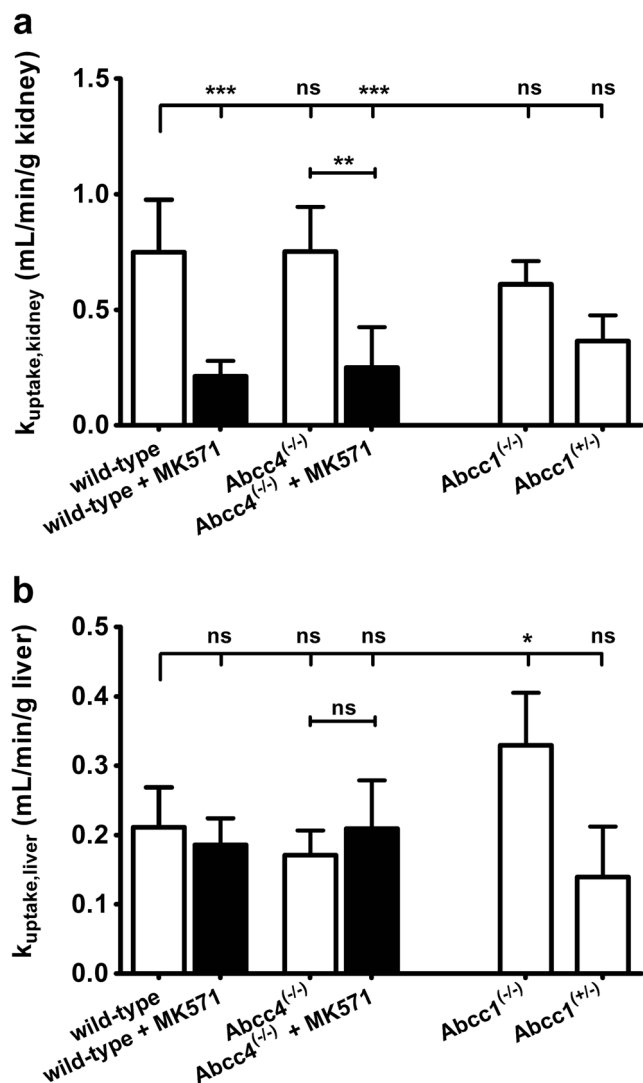 a
k uptake,kidney (mL/min/g kidney)
1.5
1.0
0.5
0.0
*** ns *** ns ns
**
wild-type
wild-type + MK571
Abcc4(-/-)
Abcc4(-/-) + MK571
Abcc1(-/-)
Abcc1(+/-)
b
k uptake,liver (mL/min/g liver)
0.5
0.4
0.3
0.2
0.1
0.0
ns ns ns * ns
ns
wild-type
wild-type + MK571
Abcc4(-/-)
Abcc4(-/-) + MK571
Abcc1(-/-)
Abcc1(+/-)